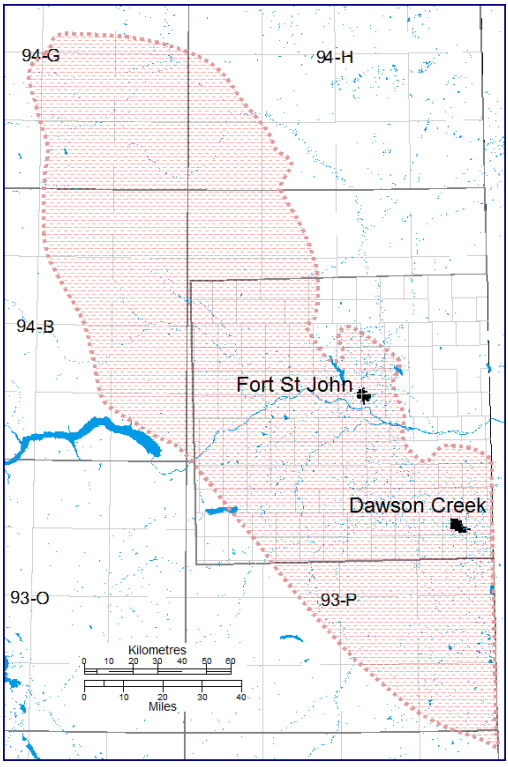 94-G
94-H
94-B
Fort St John
Dawson Creek
93-O
93-P
Kilometres
0 10 20 30 40 50 60
0 10 20 30 40
Miles